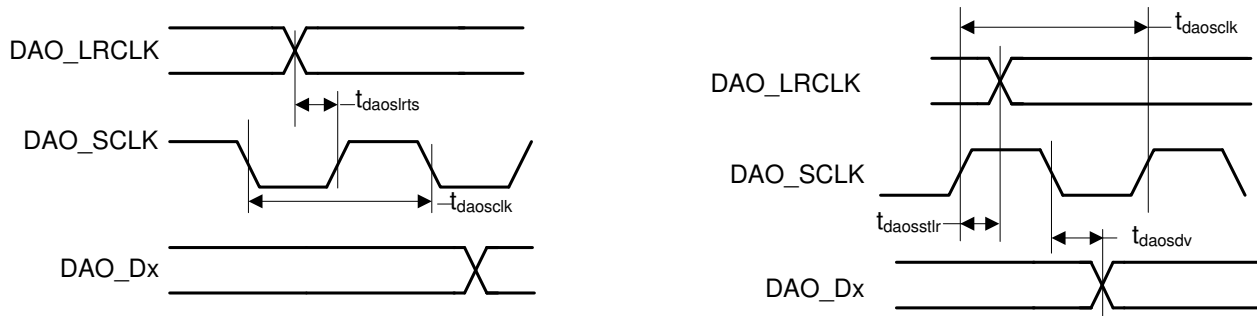 DAO_LRCLK
t_daoslrts
DAO_SCLK
t_daosclk
DAO_Dx
t_daosclk
DAO_LRCLK
DAO_SCLK
t_daosstlr
t_daosdv
DAO_Dx